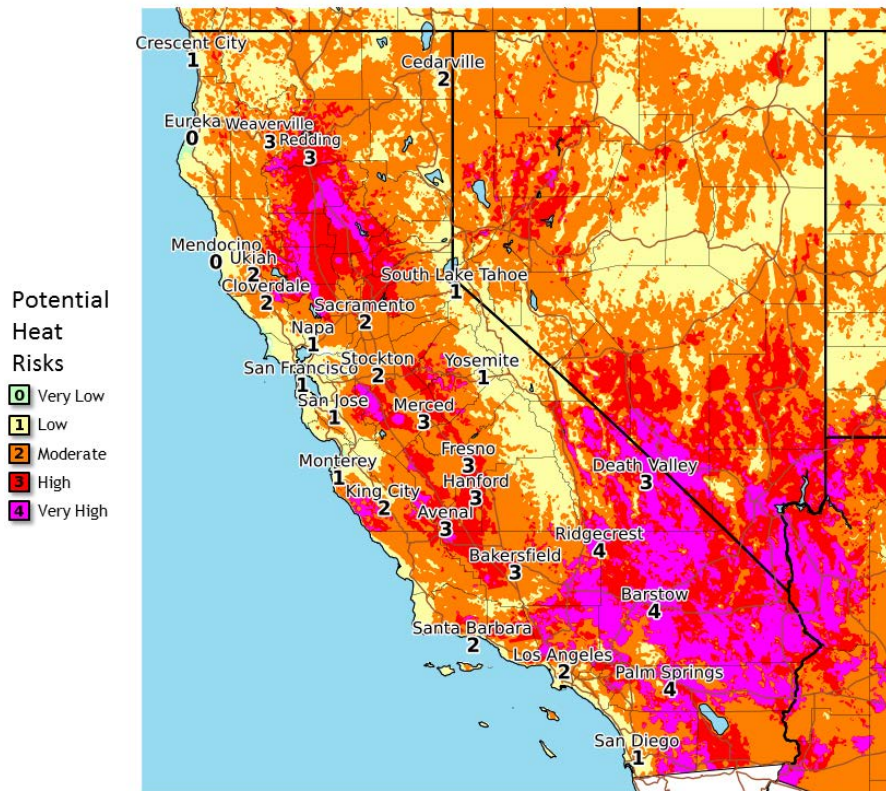 Crescent City
1
Cedarville
2
Eureka
0
Weaverville
3
Redding
3
Mendocino
0
Ukiah
2
Cloverdale
2
South Lake Tahoe
1
Sacramento
2
Napa
1
Stockton
2
Yosemite
1
San Francisco
1
San Jose
1
Merced
3
Monterey
1
Fresno
3
Hanford
3
King City
2
Death Valley
3
Avenal
3
Ridgecrest
4
Bakersfield
3
Barstow
4
Santa Barbara
2
Los Angeles
2
Palm Springs
4
San Diego
1
Potential
Heat
Risks
0 Very Low
1 Low
2 Moderate
3 High
4 Very High